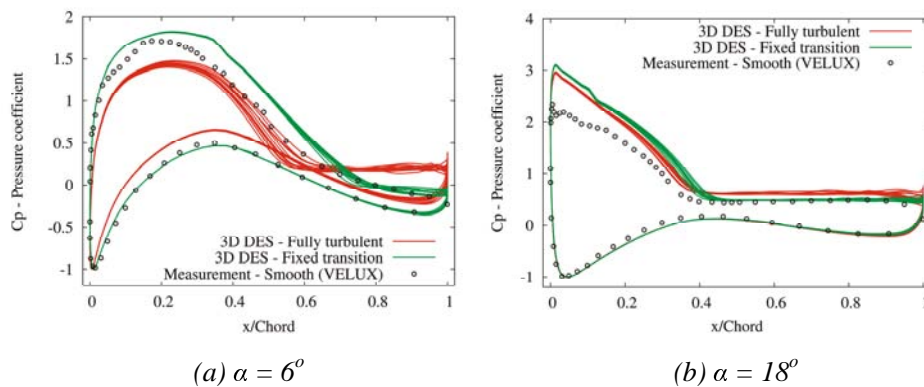 2
1.5
1
0.5
0
-0.5
-1
Cp - Pressure coefficient
3D DES - Fully turbulent
3D DES - Fixed transition
Measurement - Smooth (VELUX)
0 0.2 0.4 0.6 0.8 1
x/Chord
(a) α = 6°
4
3
2
1
0
-1
Cp - Pressure coefficient
3D DES - Fully turbulent
3D DES - Fixed transition
Measurement - Smooth (VELUX)
0 0.2 0.4 0.6 0.8 1
x/Chord
(b) α = 18°